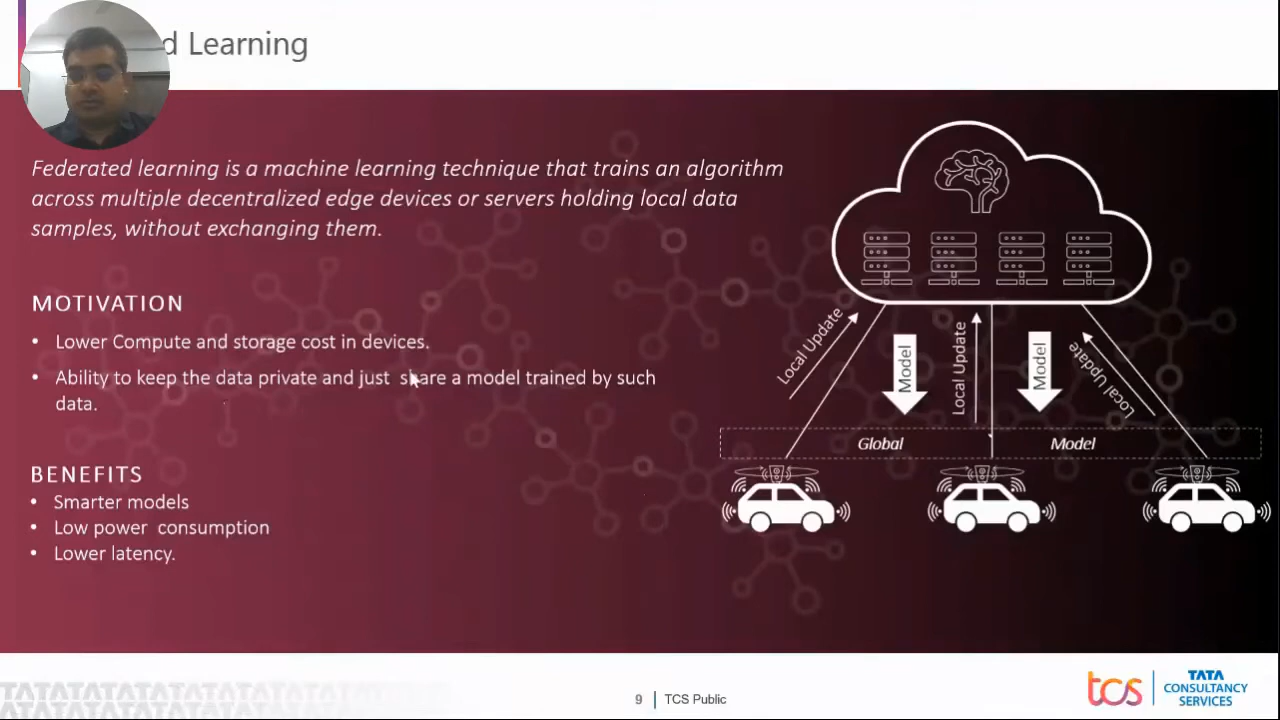 d Learning
Federated learning is a machine learning technique that trains an algorithm
across multiple decentralized edge devices or servers holding local data
samples, without exchanging them.
MOTIVATION
• Lower Compute and storage cost in devices.
• Ability to keep the data private and just share a model trained by such
data.
BENEFITS
• Smarter models
• Low power consumption
• Lower latency.
Local Update
Model
Local Update
Model
Local Update
Global Model
9 | TCS Public
tcs
TATA
CONSULTANCY
SERVICES